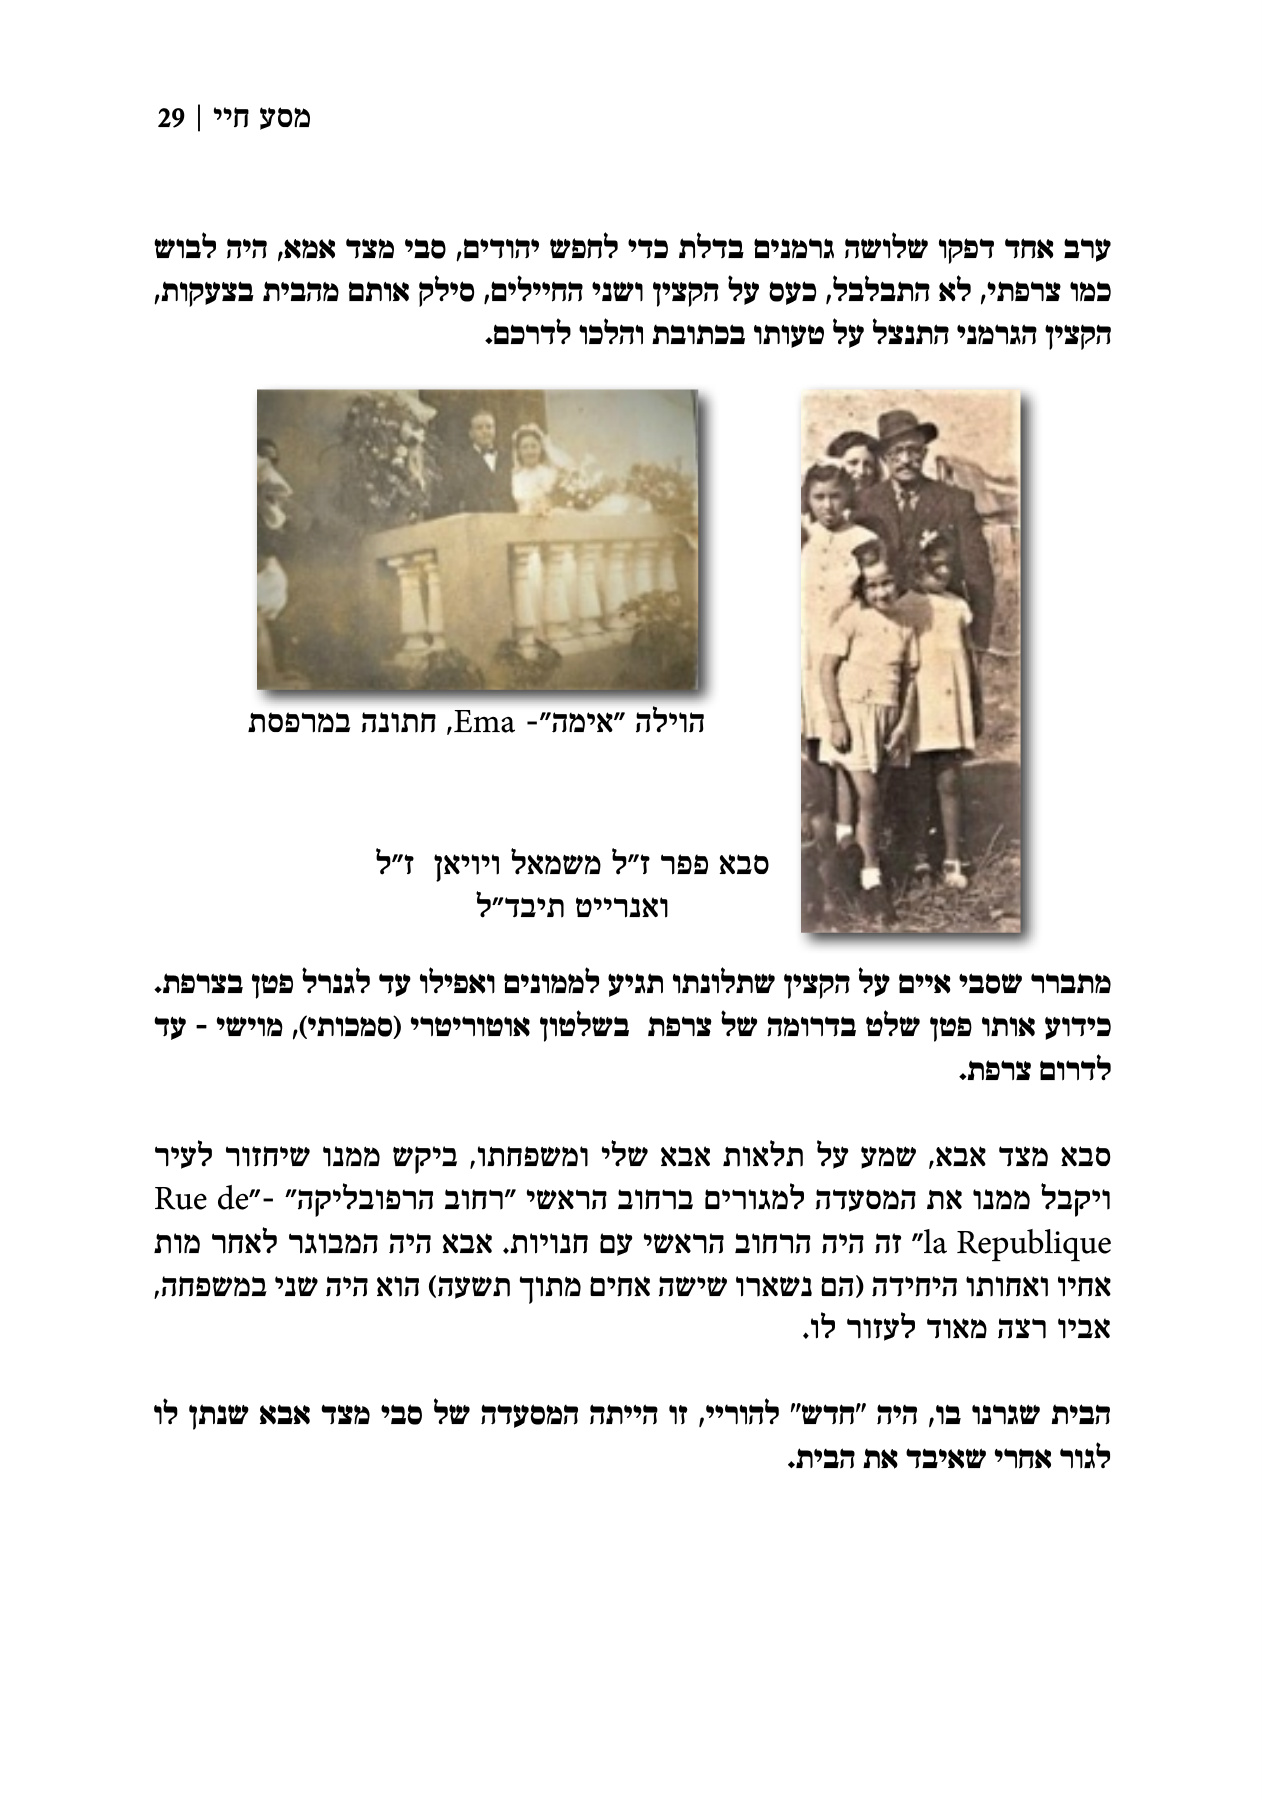 מסע חיי | 29
ערב אחד דפקו שלושה גרמנים בדלת כדי לחפש יהודים, סבי מצד אמא, היה לבוש
כמו צרפתי, לא התבלבל, כעס על הקצין ושני החיילים, סילק אותם מהבית בצעקות,
הקצין הגרמני התנצל על טעותו בכתובת והלכו לדרכם.
הוילה "אימה"- Ema, חתונה במרפסת
סבא פפר ז"ל משמאל ויויאן ז"ל
ואנרייט תיבד"ל
מתברר שסבי איים על הקצין שתלונתו תגיע לממונים ואפילו עד לגנרל פטן בצרפת.
כידוע אותו פטן שלט בדרומה של צרפת בשלטון אוטוריטרי (סמכותי), מוישי - עד
לדרום צרפת.
סבא מצד אבא, שמע על תלאות אבא שלי ומשפחתו, ביקש ממנו שיחזור לעיר
ויקבל ממנו את המסעדה למגורים ברחוב הראשי "רחוב הרפובליקה" -"Rue de
la Republique" זה היה הרחוב הראשי עם חנויות. אבא היה המבוגר לאחר מות
אחיו ואחותו היחידה (הם נשארו שישה אחים מתוך תשעה) הוא היה שני במשפחה,
אביו רצה מאוד לעזור לו.
הבית שגרנו בו, היה "חדש" להוריי, זו הייתה המסעדה של סבי מצד אבא שנתן לו
לגור אחרי שאיבד את הבית.